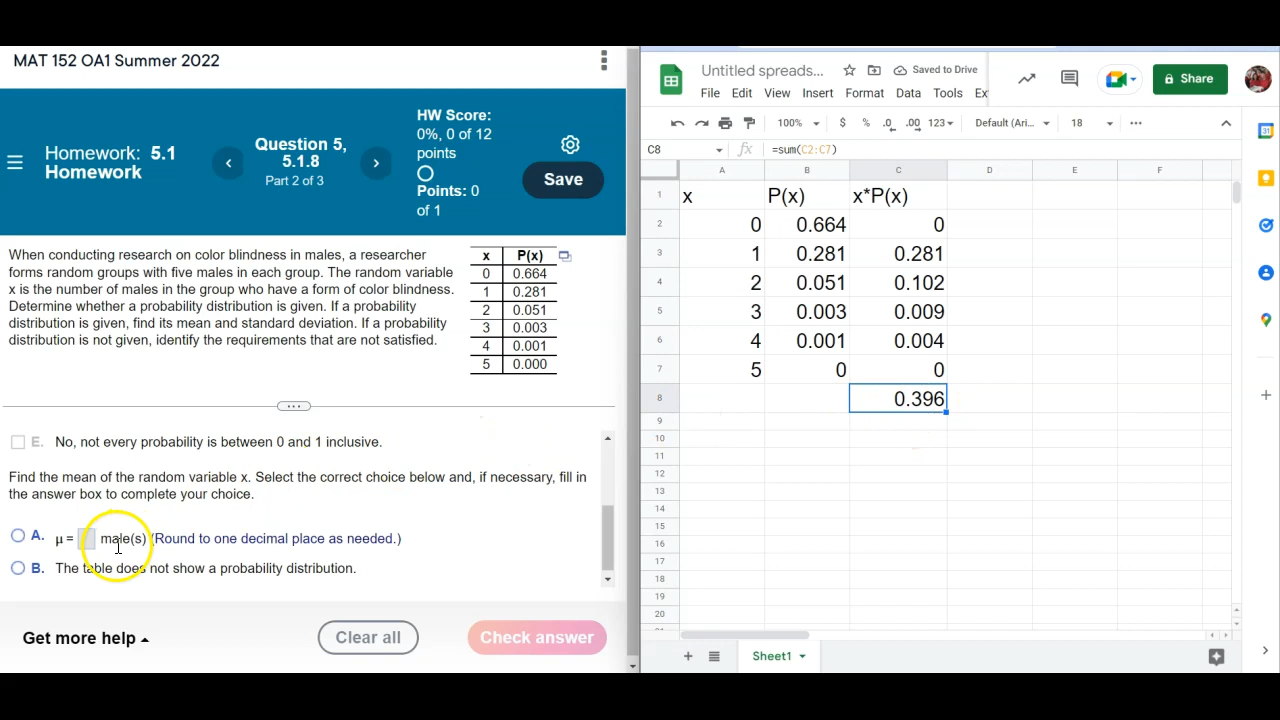 MAT 152 OA1 Summer 2022
Homework: 5.1
Homework
Question 5,
5.1.8
Part 2 of 3
HW Score:
0%, 0 of 12
points
Points: 0
of 1
Save
When conducting research on color blindness in males, a researcher
forms random groups with five males in each group. The random variable
x is the number of males in the group who have a form of color blindness.
Determine whether a probability distribution is given. If a probability
distribution is given, find its mean and standard deviation. If a probability
distribution is not given, identify the requirements that are not satisfied.
x P(x)
0 0.664
1 0.281
2 0.051
3 0.003
4 0.001
5 0.000
E. No, not every probability is between 0 and 1 inclusive.
Find the mean of the random variable x. Select the correct choice below and, if necessary, fill in
the answer box to complete your choice.
A. μ = male(s) (Round to one decimal place as needed.)
B. The table does not show a probability distribution.
Get more help
Clear all
Check answer
Untitled spreads...
Saved to Drive
File Edit View Insert Format Data Tools Ex
Share
100% $ % .0 .00 123 Default (Ari... 18
C8 fx =sum(C2:C7)
A B C D E F
1 x P(x) x*P(x)
2 0 0.664 0
3 1 0.281 0.281
4 2 0.051 0.102
5 3 0.003 0.009
6 4 0.001 0.004
7 5 0 0
8 0.396
9
10
11
12
13
14
15
16
17
18
19
20
Sheet1
31